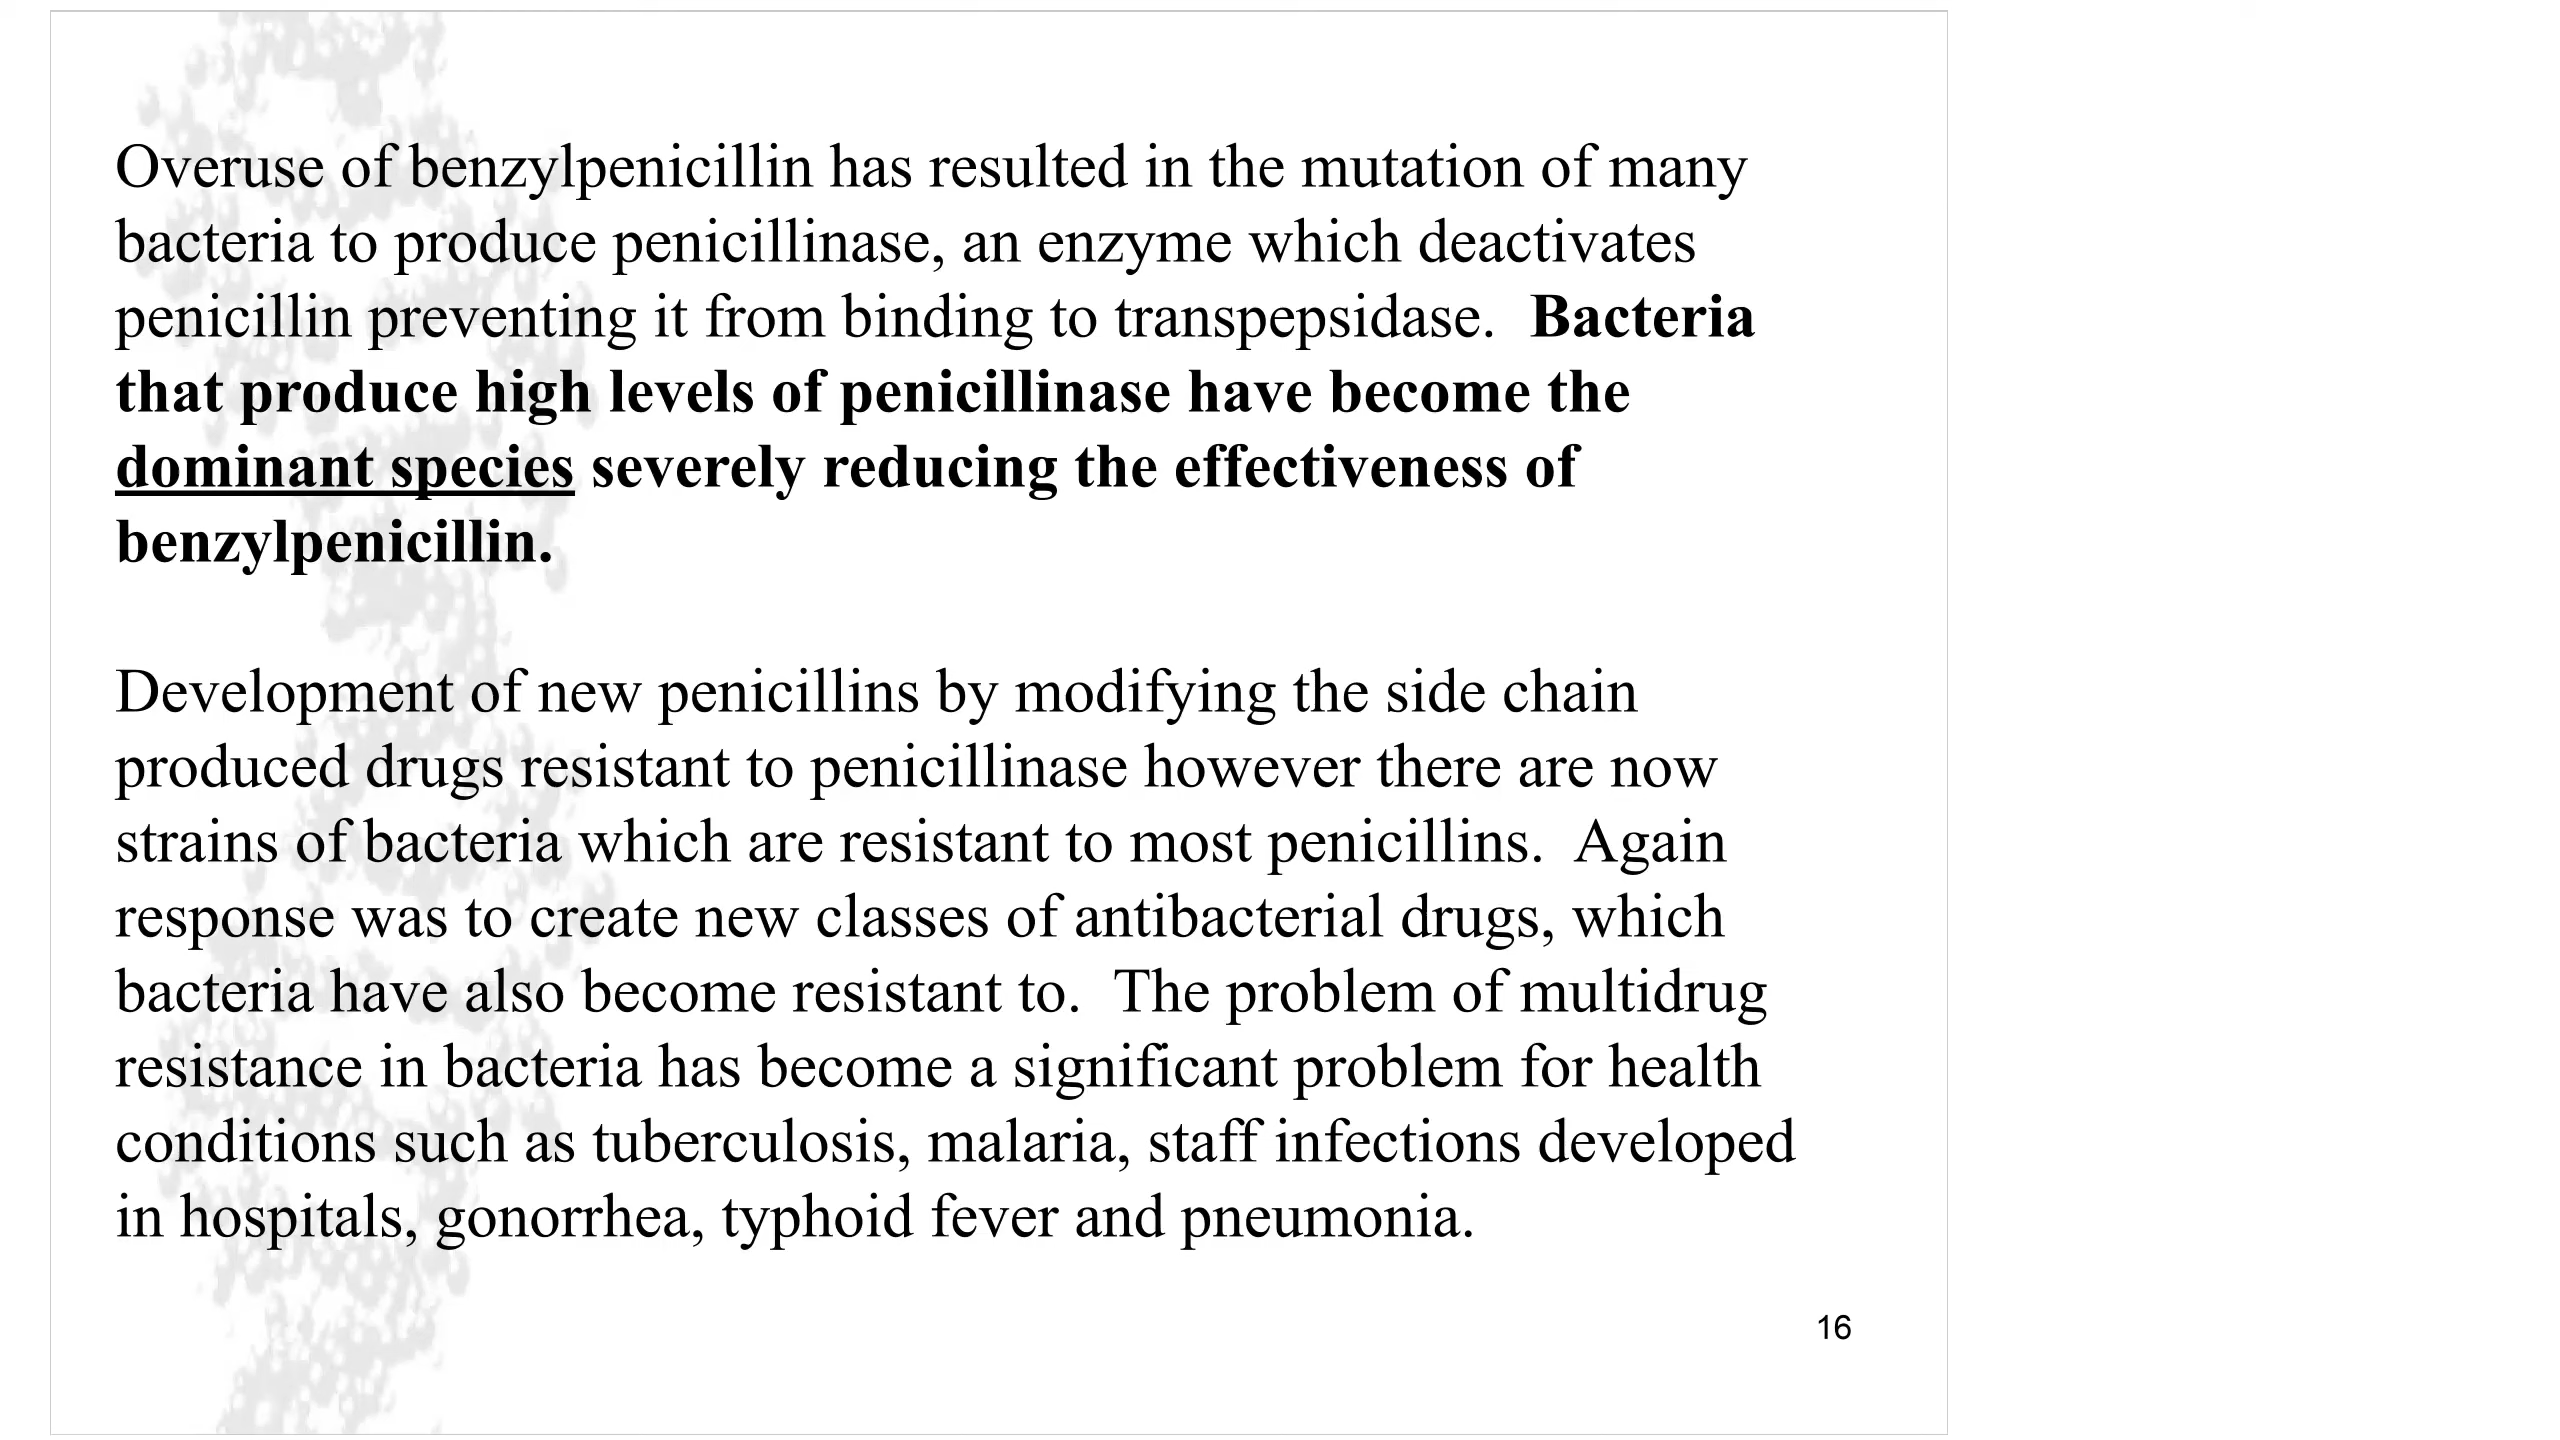 Overuse of benzylpenicillin has resulted in the mutation of many
bacteria to produce penicillinase, an enzyme which deactivates
penicillin preventing it from binding to transpepsidase.  Bacteria
that produce high levels of penicillinase have become the
dominant species severely reducing the effectiveness of
benzylpenicillin.
Development of new penicillins by modifying the side chain
produced drugs resistant to penicillinase however there are now
strains of bacteria which are resistant to most penicillins.  Again
response was to create new classes of antibacterial drugs, which
bacteria have also become resistant to.  The problem of multidrug
resistance in bacteria has become a significant problem for health
conditions such as tuberculosis, malaria, staff infections developed
in hospitals, gonorrhea, typhoid fever and pneumonia.
16